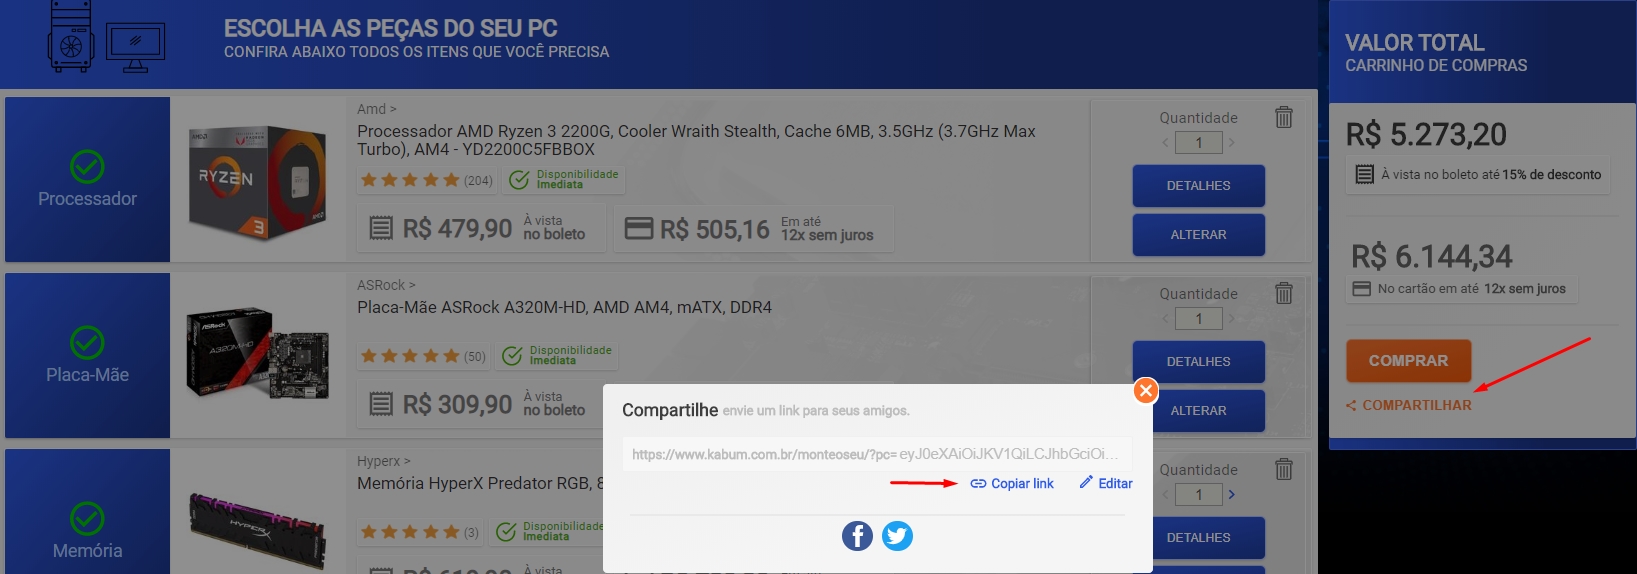 ESCOLHA AS PEÇAS DO SEU PC
CONFIRA ABAIXO TODOS OS ITENS QUE VOCÊ PRECISA
VALOR TOTAL
CARRINHO DE COMPRAS
R$ 5.273,20
À vista no boleto até 15% de desconto
R$ 6.144,34
No cartão em até 12x sem juros
COMPRAR
COMPARTILHAR
Processador
AMD
RYZEN
3
Amd >
Processador AMD Ryzen 3 2200G, Cooler Wraith Stealth, Cache 6MB, 3.5GHz (3.7GHz Max
Turbo), AM4 - YD2200C5FBBOX
(204)
Disponibilidade
Imediata
R$ 479,90
À vista
no boleto
R$ 505,16
Em até
12x sem juros
Quantidade
1
DETALHES
ALTERAR
Placa-Mãe
ASRock
A320M-HD
ASRock >
Placa-Mãe ASRock A320M-HD, AMD AM4, mATX, DDR4
(50)
Disponibilidade
Imediata
R$ 309,90
À vista
no boleto
Quantidade
1
DETALHES
ALTERAR
Memória
HYPERX
Hyperx >
Memória HyperX Predator RGB, 8
(3)
Disponibilidade
Imediata
À vista
Quantidade
1
DETALHES
Compartilhe envie um link para seus amigos.
https://www.kabum.com.br/monteoseu/?pc=eyJ0eXAiOiJKV1QiLCJhbGciOi...
Copiar link
Editar